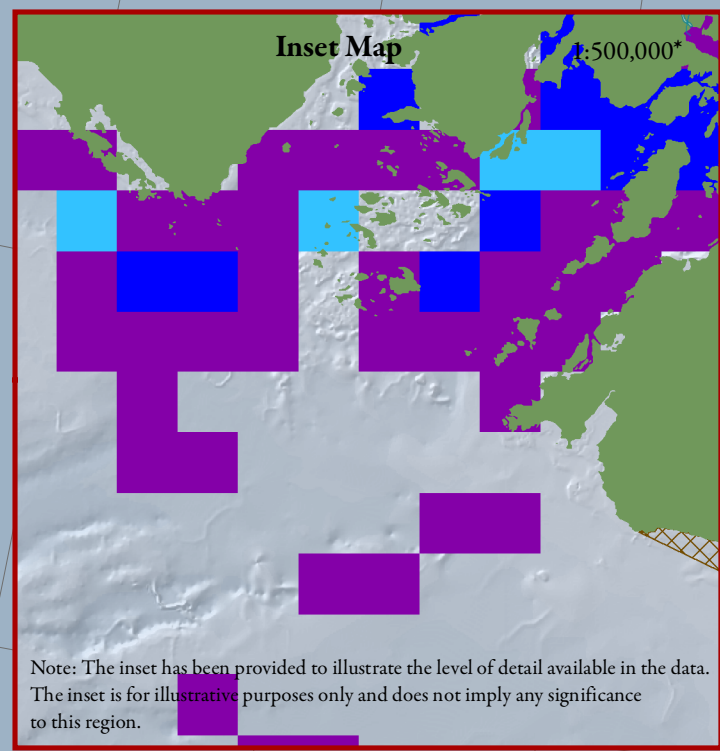 Inset Map
1:500,000*
Note: The inset has been provided to illustrate the level of detail available in the data.
The inset is for illustrative purposes only and does not imply any significance
to this region.